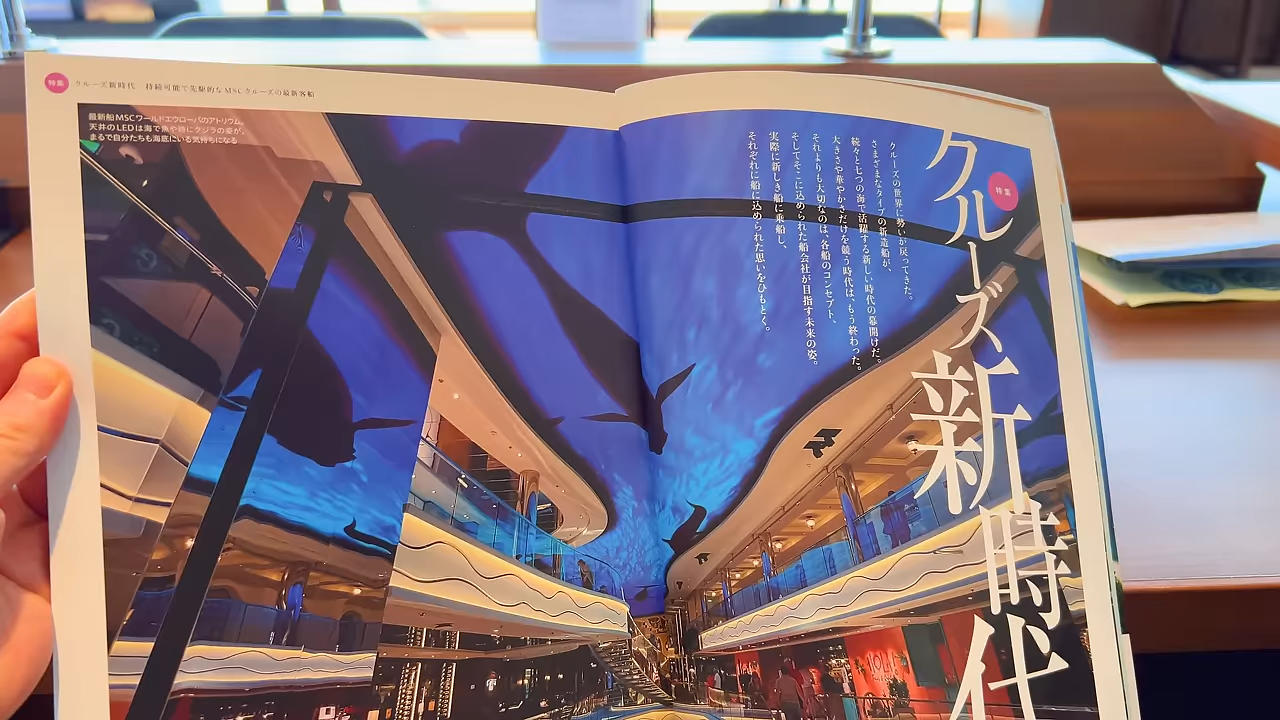 特集
クルーズ新時代 持続可能で先駆的なMSCクルーズの最新客船
最新船MSCワールドエウローパのアトリウム。
天井のLEDは海で魚や時にクジラの姿が。
まるで自分たちも海底にいる気持ちになる
特集
クルーズ新時代
クルーズの世界に勢いが戻ってきた。
さまざまなタイプの新造船が、
続々と七つの海で活躍する新しい時代の幕開けだ。
大きさや華やかさだけを競う時代は、もう終わった。
それよりも大切なのは、各船のコンセプト、
そしてそこに込められた船会社が目指す未来の姿。
実際に新しき船に乗船し、
それぞれに船に込められた思いをひもとく。